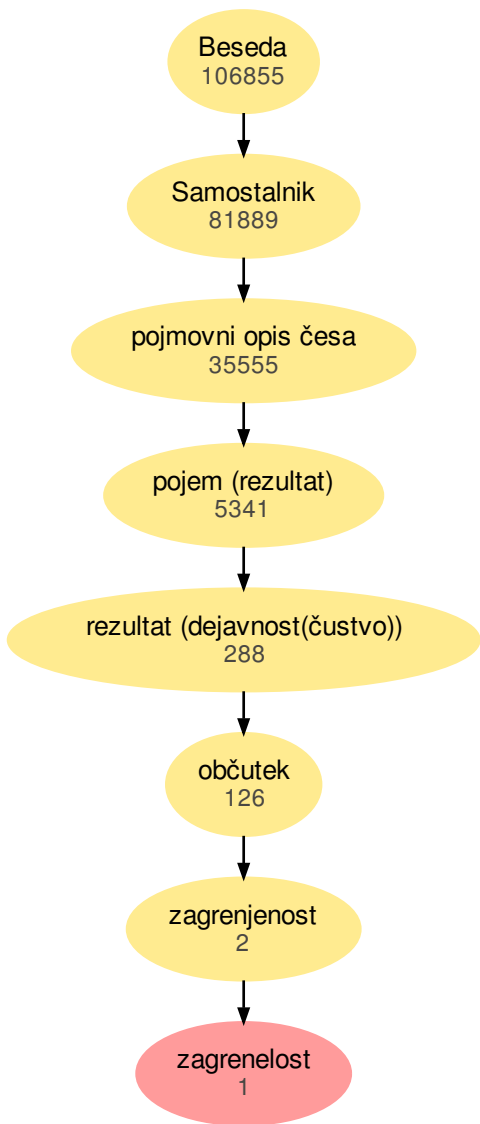 Beseda
106855
Samostalnik
81889
pojmovni opis česa
35555
pojem (rezultat)
5341
rezultat (dejavnost(čustvo))
288
občutek
126
zagrenjenost
2
zagrenelost
1